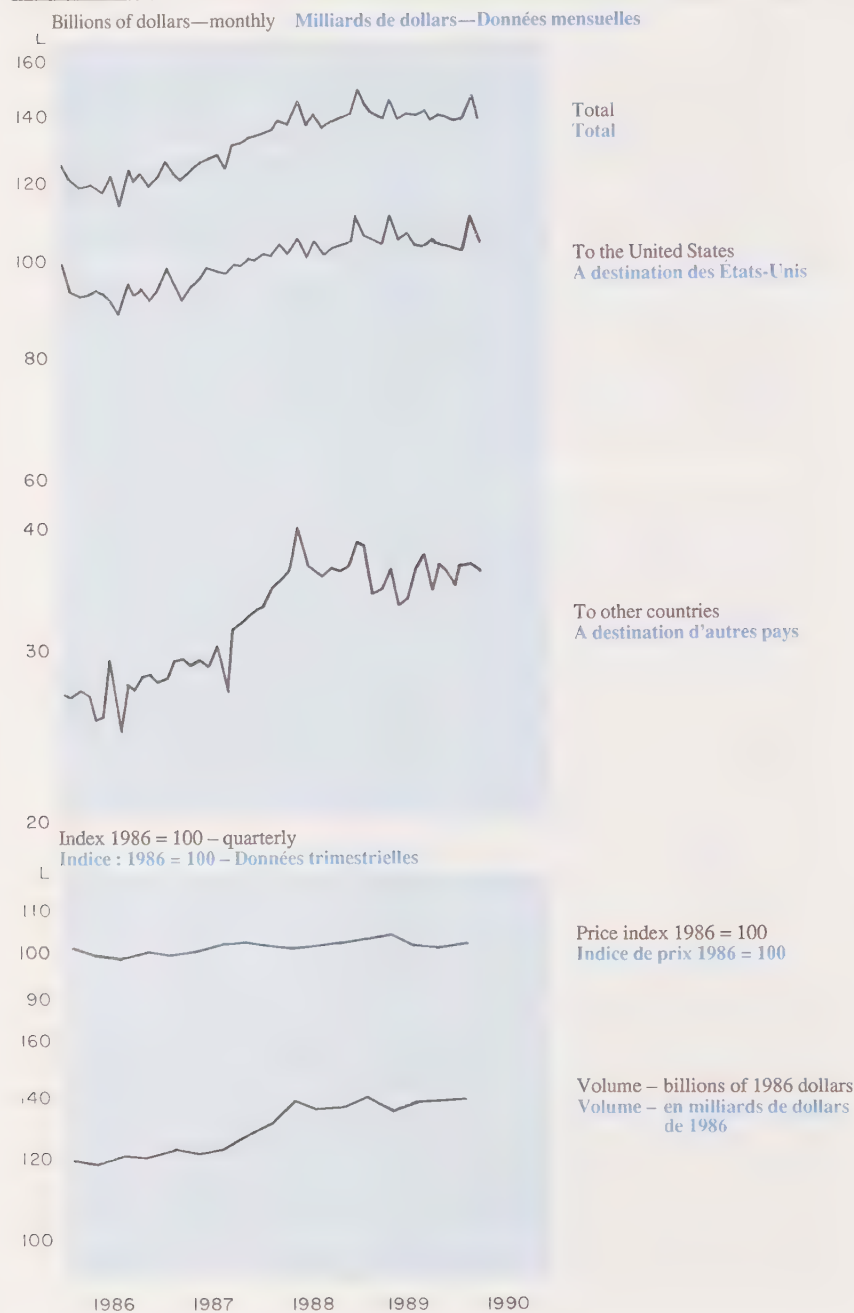 Billions of dollars—monthly Milliards de dollars—Données mensuelles
L
160
140
120
100
80
60
40
30
20
Total
Total
To the United States
A destination des États-Unis
To other countries
A destination d'autres pays
Index 1986 = 100 – quarterly
Indice : 1986 = 100 – Données trimestrielles
L
110
100
90
160
140
120
100
Price index 1986 = 100
Indice de prix 1986 = 100
Volume – billions of 1986 dollars
Volume – en milliards de dollars
de 1986
1986 1987 1988 1989 1990